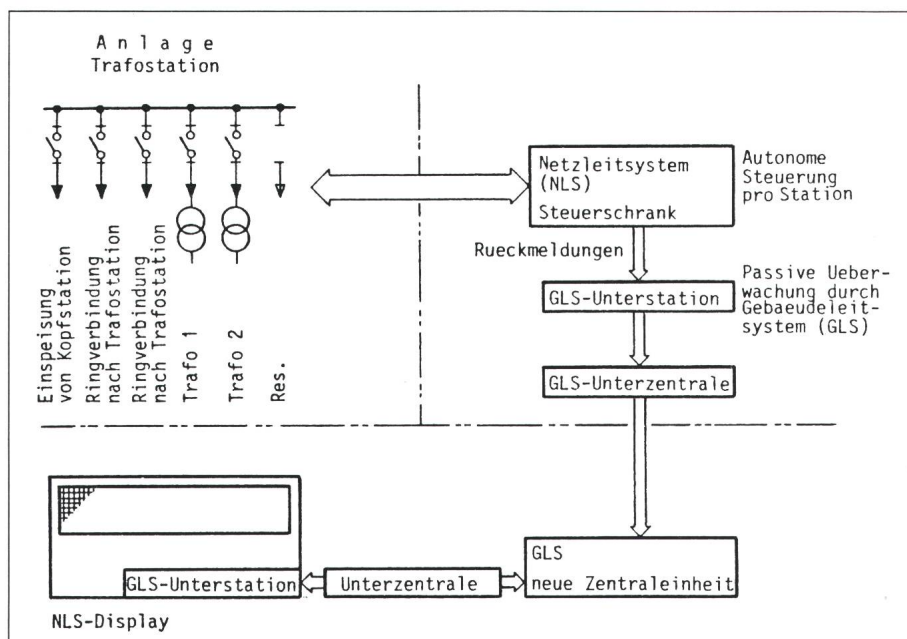 Anlage
Trafostation
Einspeisung
von Kopfstation
Ringverbindung
nach Trafostation
Ringverbindung
nach Trafostation
Trafo 1
Trafo 2
Res.
Netzleitsystem
(NLS)
Steuerschrank
Autonome
Steuerung
pro Station
Rueckmeldungen
GLS-Unterstation
Passive Ueber-
wachung durch
Gebaeudeleit-
system (GLS)
GLS-Unterzentrale
GLS-Unterstation
Unterzentrale
GLS
neue Zentraleinheit
NLS-Display